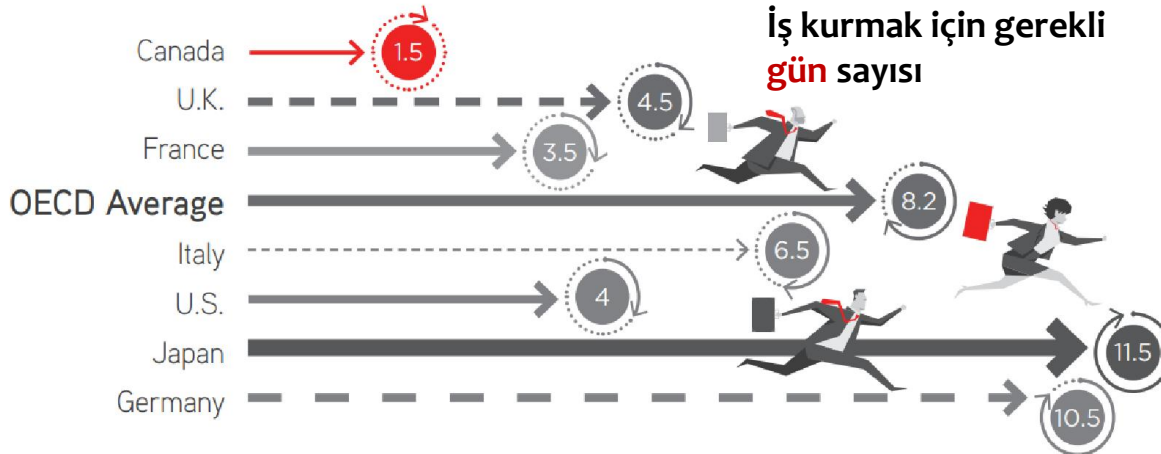 İş kurmak için gerekli
gün sayısı
Canada 1.5
U.K. 4.5
France 3.5
OECD Average 8.2
Italy 6.5
U.S. 4
Japan 11.5
Germany 10.5